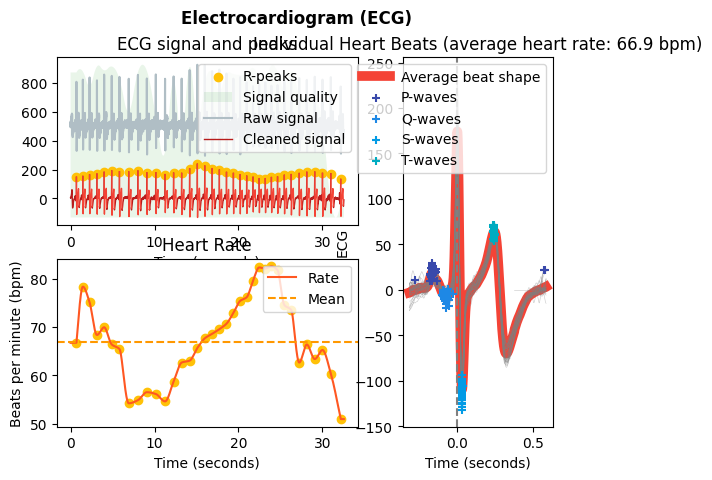 Electrocardiogram (ECG)
ECG signal and peaks
Individual Heart Beats (average heart rate: 66.9 bpm)
R-peaks
Signal quality
Raw signal
Cleaned signal
800
600
400
200
0
0
10
20
30
Heart Rate
Rate
Mean
Beats per minute (bpm)
80
70
60
50
0
10
20
30
Time (seconds)
Average beat shape
P-waves
Q-waves
S-waves
T-waves
ECG
250
200
150
100
50
0
−50
−100
−150
0.0
0.5
Time (seconds)